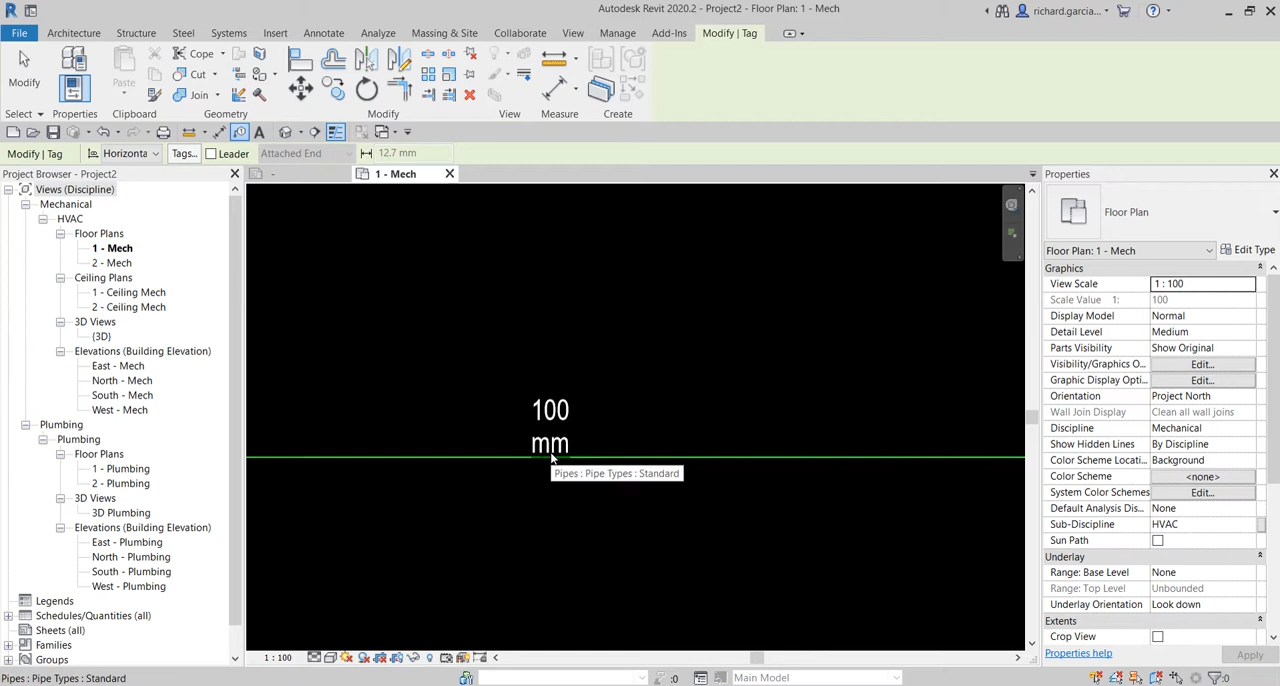 Autodesk Revit 2020.2 - Project2 - Floor Plan: 1 - Mech
richard.garcia...
File Architecture Structure Steel Systems Insert Annotate Analyze Massing & Site Collaborate View Manage Add-Ins Modify | Tag
Modify
Paste
Cope
Cut
Join
Select Properties Clipboard Geometry Modify View Measure Create
Modify | Tag Horizonta Tags... Leader Attached End 12.7 mm
Project Browser - Project2
- 1 - Mech
Views (Discipline)
Mechanical
HVAC
Floor Plans
1 - Mech
2 - Mech
Ceiling Plans
1 - Ceiling Mech
2 - Ceiling Mech
3D Views
{3D}
Elevations (Building Elevation)
East - Mech
North - Mech
South - Mech
West - Mech
Plumbing
Plumbing
Floor Plans
1 - Plumbing
2 - Plumbing
3D Views
3D Plumbing
Elevations (Building Elevation)
East - Plumbing
North - Plumbing
South - Plumbing
West - Plumbing
Legends
Schedules/Quantities (all)
Sheets (all)
Families
Groups
100
mm
Pipes : Pipe Types : Standard
Properties
Floor Plan
Floor Plan: 1 - Mech Edit Type
Graphics
View Scale 1 : 100
Scale Value 1: 100
Display Model Normal
Detail Level Medium
Parts Visibility Show Original
Visibility/Graphics O... Edit...
Graphic Display Opti... Edit...
Orientation Project North
Wall Join Display Clean all wall joins
Discipline Mechanical
Show Hidden Lines By Discipline
Color Scheme Locati... Background
Color Scheme <none>
System Color Schemes Edit...
Default Analysis Dis... None
Sub-Discipline HVAC
Sun Path
Underlay
Range: Base Level None
Range: Top Level Unbounded
Underlay Orientation Look down
Extents
Crop View
Properties help Apply
1 : 100
Pipes : Pipe Types : Standard
:0
Main Model
:0